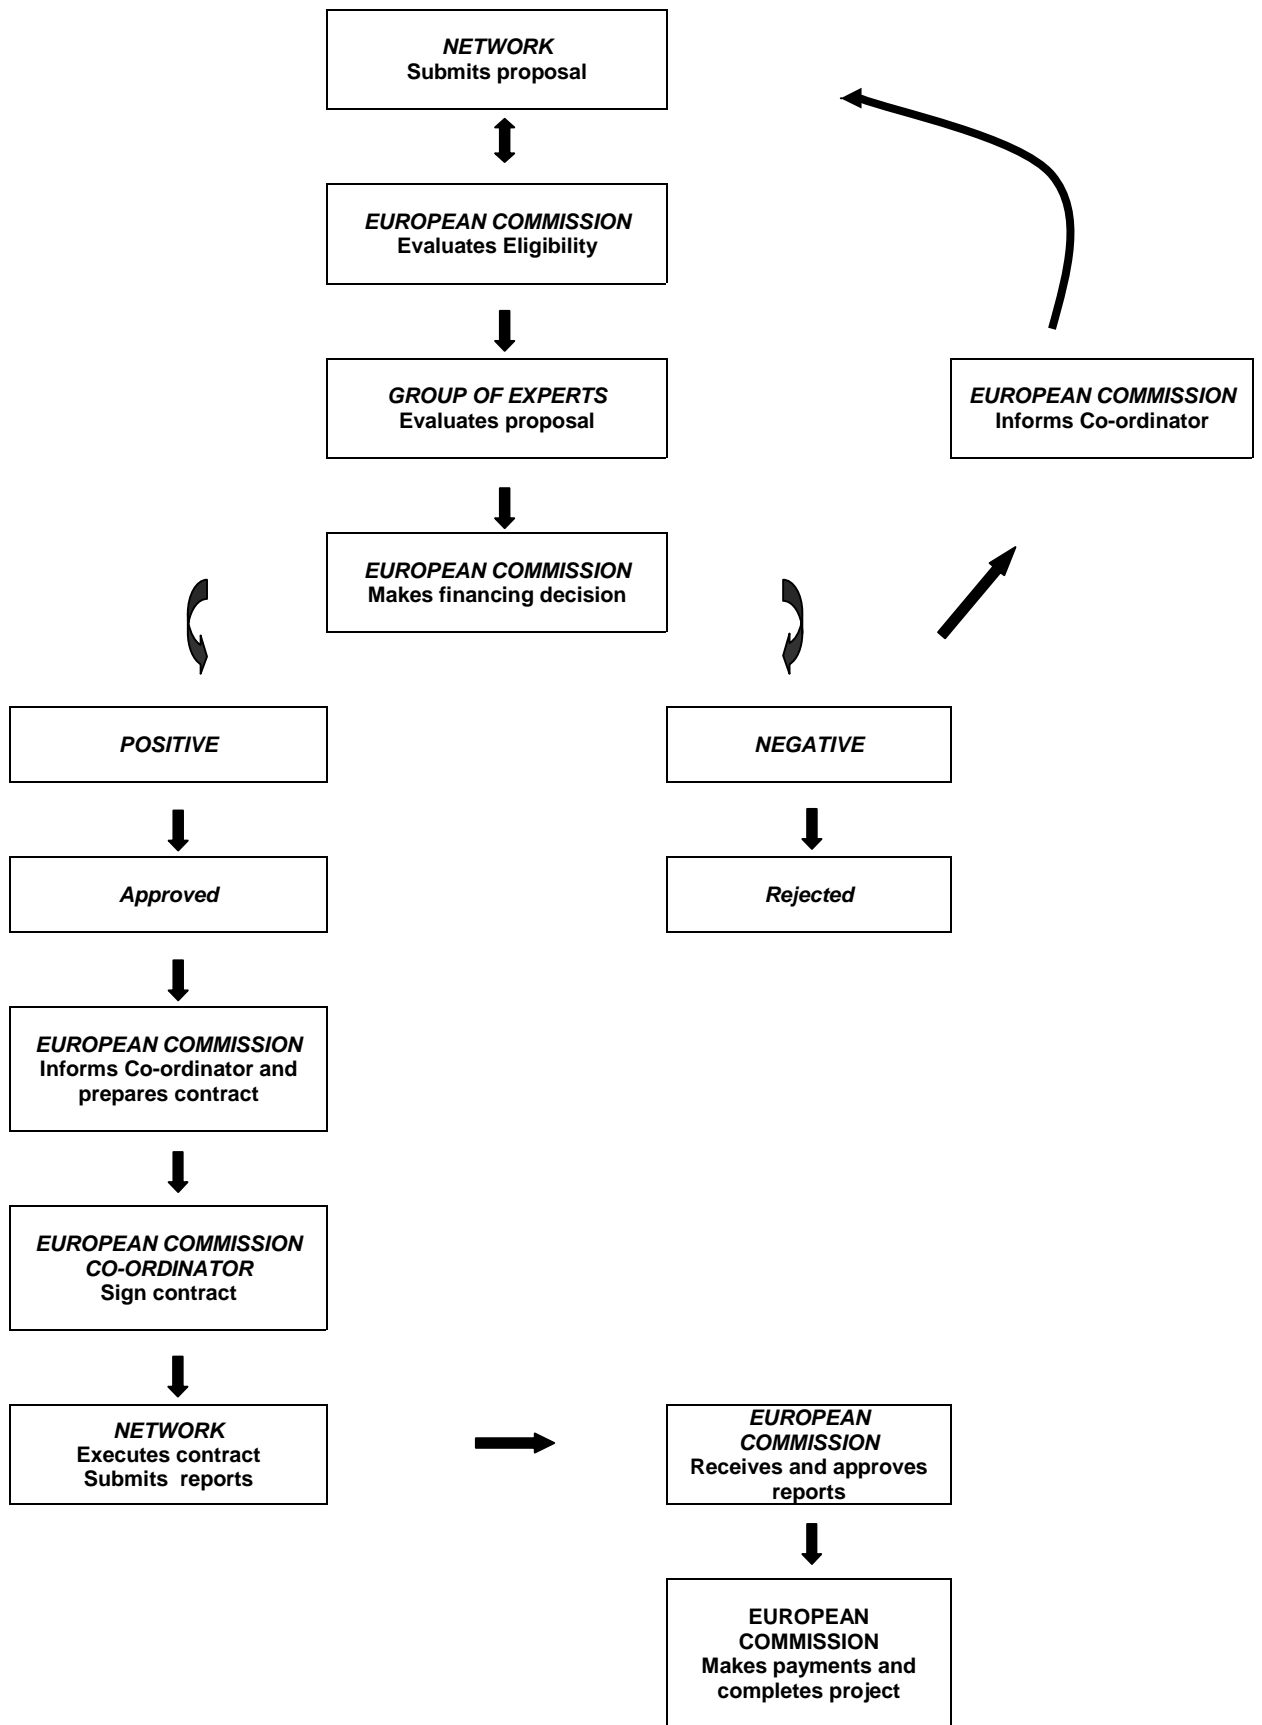 NETWORK
Submits proposal
EUROPEAN COMMISSION
Evaluates Eligibility
GROUP OF EXPERTS
Evaluates proposal
EUROPEAN COMMISSION
Informs Co-ordinator
EUROPEAN COMMISSION
Makes financing decision
POSITIVE
NEGATIVE
Approved
Rejected
EUROPEAN COMMISSION
Informs Co-ordinator and
prepares contract
EUROPEAN COMMISSION
CO-ORDINATOR
Sign contract
NETWORK
Executes contract
Submits reports
EUROPEAN
COMMISSION
Receives and approves
reports
EUROPEAN
COMMISSION
Makes payments and
completes project